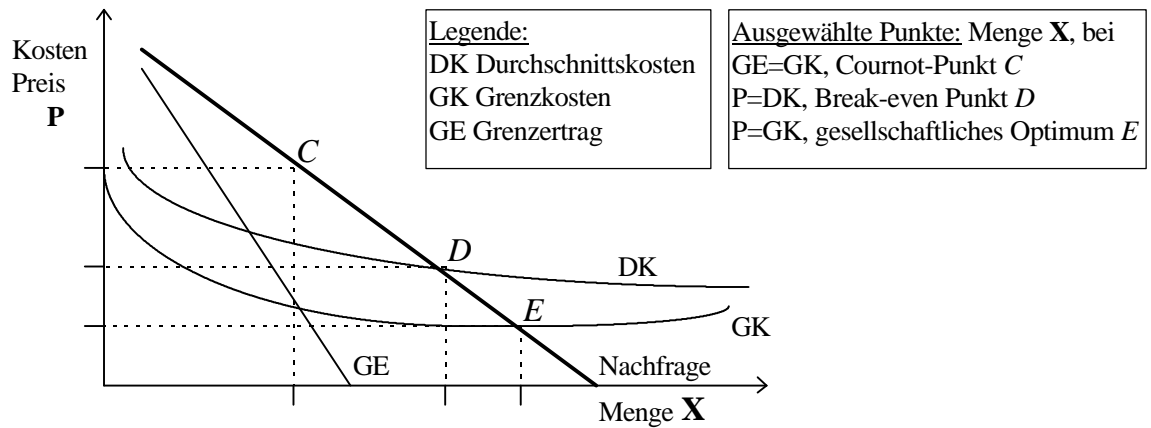 Kosten
Preis
P
Legende:
DK Durchschnittskosten
GK Grenzkosten
GE Grenzertrag
Ausgewählte Punkte: Menge X, bei
GE=GK, Cournot-Punkt C
P=DK, Break-even Punkt D
P=GK, gesellschaftliches Optimum E
C
D
DK
E
GK
GE
Nachfrage
Menge X